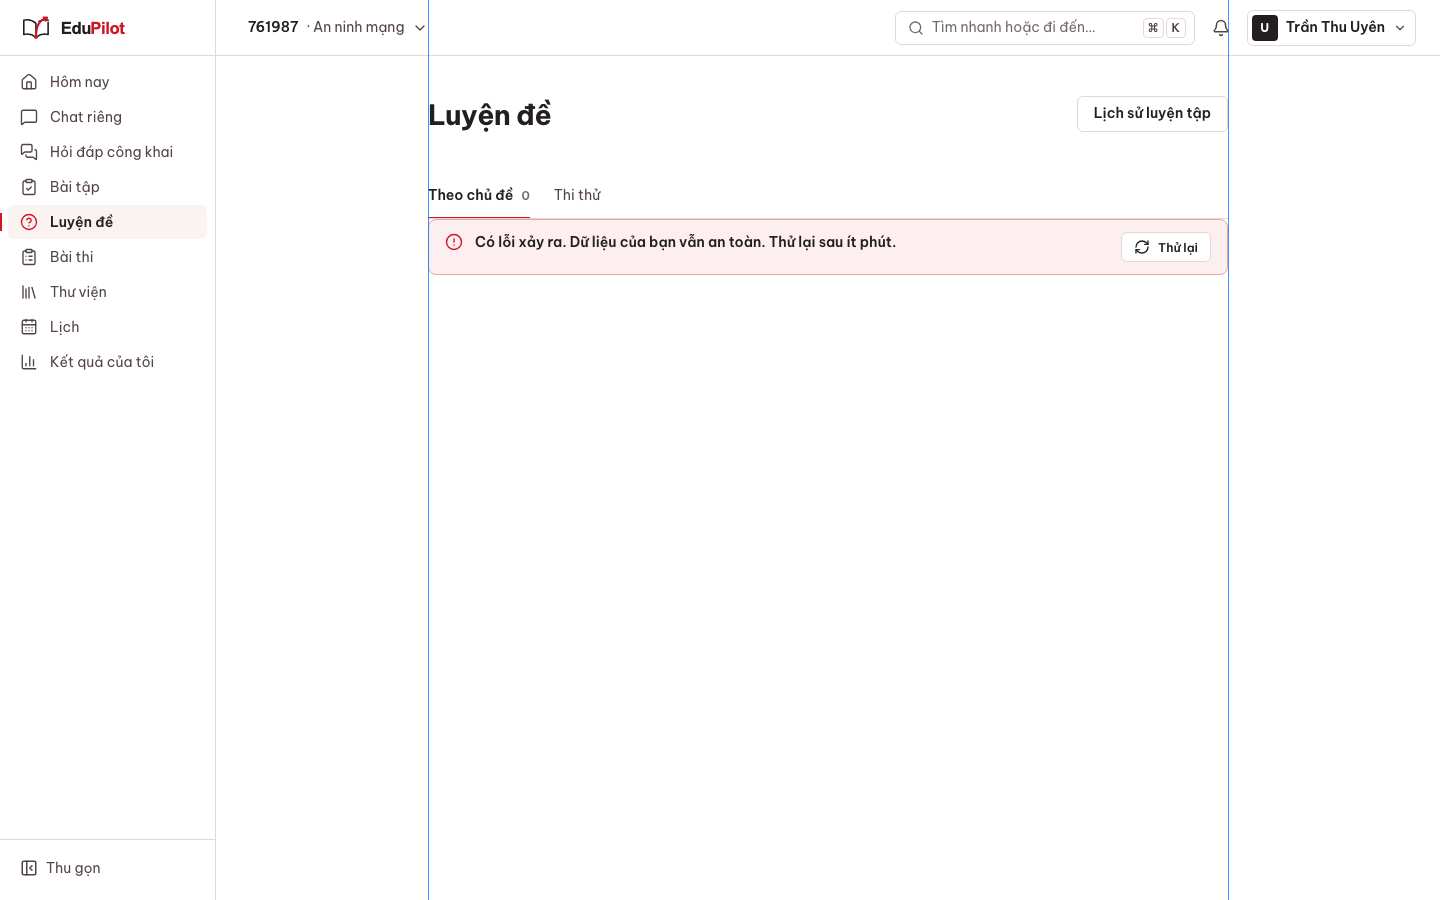 EduPilot
761987 · An ninh mạng
Tìm nhanh hoặc đi đến...
⌘ K
U
Trần Thu Uyên
Hôm nay
Chat riêng
Hỏi đáp công khai
Bài tập
Luyện đề
Bài thi
Thư viện
Lịch
Kết quả của tôi
Thu gọn
Luyện đề
Lịch sử luyện tập
Theo chủ đề 0
Thi thử
Có lỗi xảy ra. Dữ liệu của bạn vẫn an toàn. Thử lại sau ít phút.
Thử lại